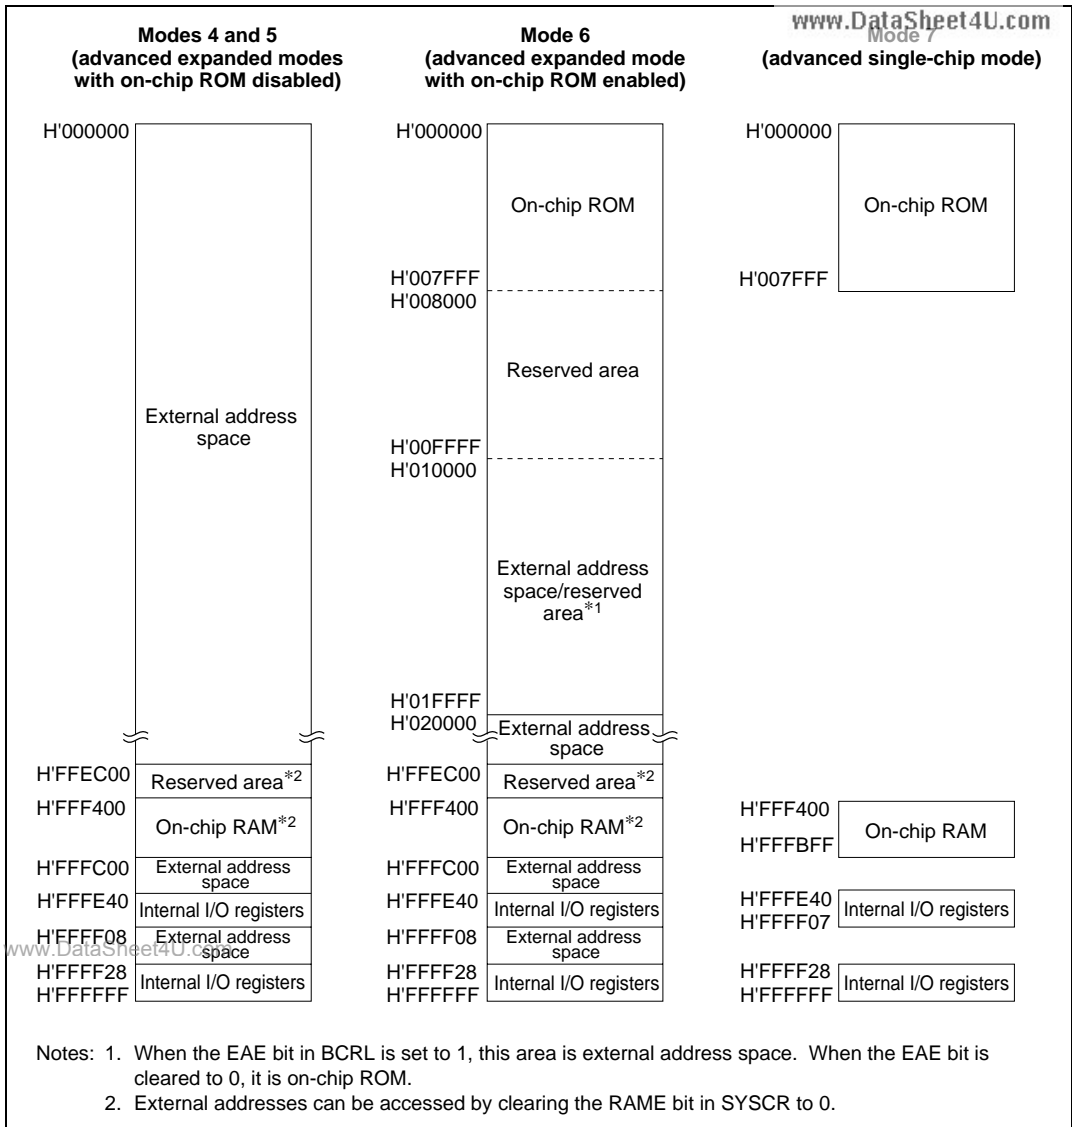 www.DataSheet4U.com
Modes 4 and 5
(advanced expanded modes
with on-chip ROM disabled)
H'000000
External address
space
H'FFEC00
Reserved area*2
H'FFF400
On-chip RAM*2
H'FFFC00
External address
space
H'FFFE40
Internal I/O registers
H'FFFF08
External address
space
H'FFFF28
Internal I/O registers
H'FFFFFF
Mode 6
(advanced expanded mode
with on-chip ROM enabled)
H'000000
On-chip ROM
H'007FFF
H'008000
Reserved area
H'00FFFF
H'010000
External address
space/reserved
area*1
H'01FFFF
H'020000
External address
space
H'FFEC00
Reserved area*2
H'FFF400
On-chip RAM*2
H'FFFC00
External address
space
H'FFFE40
Internal I/O registers
H'FFFF08
External address
space
H'FFFF28
Internal I/O registers
H'FFFFFF
Mode 7
(advanced single-chip mode)
H'000000
On-chip ROM
H'007FFF
H'FFF400
On-chip RAM
H'FFFBFF
H'FFFE40
Internal I/O registers
H'FFFF07
H'FFFF28
Internal I/O registers
H'FFFFFF
www.DataSheet4U.com
Notes: 1. When the EAE bit in BCRL is set to 1, this area is external address space. When the EAE bit is
cleared to 0, it is on-chip ROM.
2. External addresses can be accessed by clearing the RAME bit in SYSCR to 0.